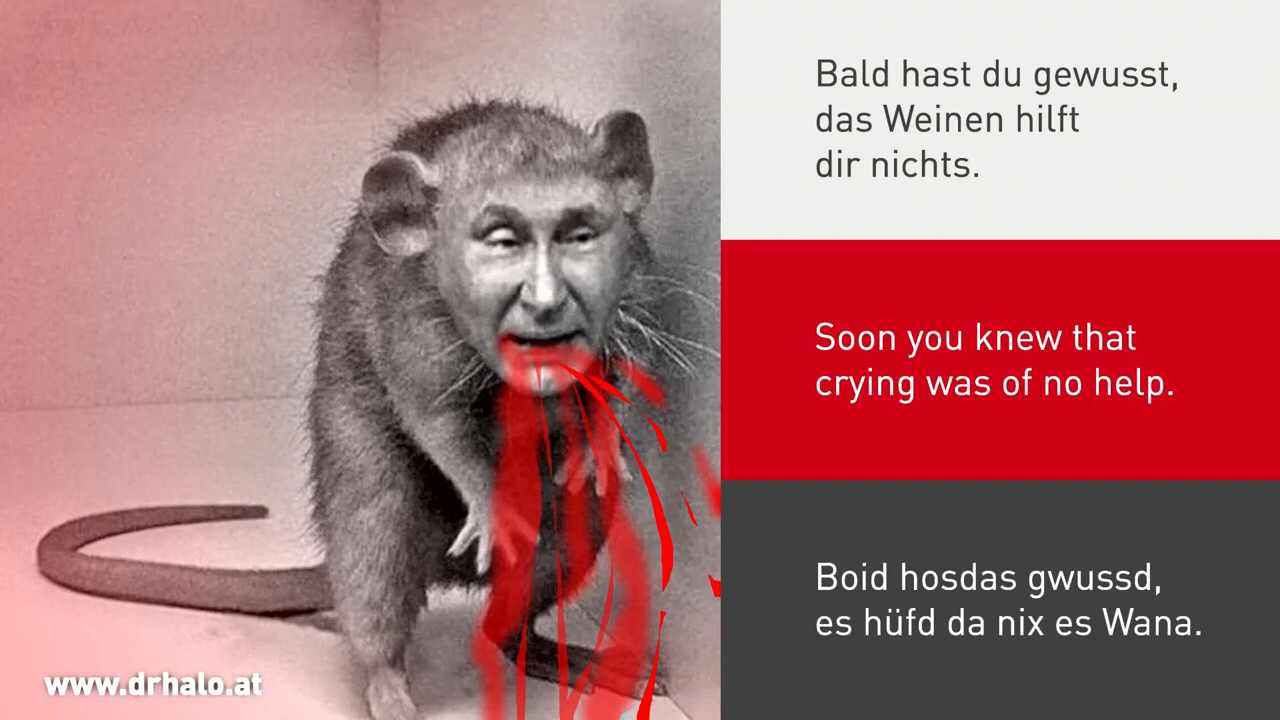 Bald hast du gewusst,
das Weinen hilft
dir nichts.
Soon you knew that
crying was of no help.
Boid hosdas gwussd,
es hüfd da nix es Wana.
www.drhalo.at